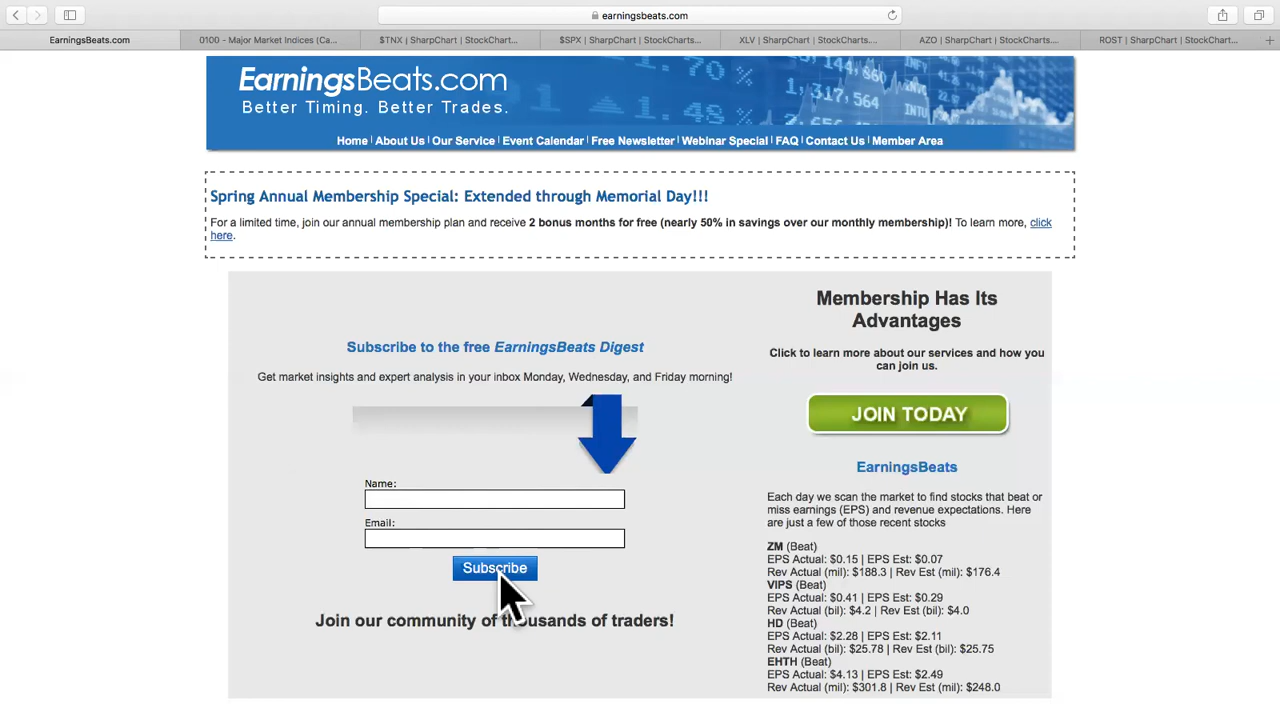 earningsbeats.com
EarningsBeats.com
0100 - Major Market Indices (Ca...
$TNX | SharpChart | StockChart...
$SPX | SharpChart | StockCharts...
XLV | SharpChart | StockCharts....
AZO | SharpChart | StockCharts....
ROST | SharpChart | StockChart...
EarningsBeats.com
Better Timing. Better Trades.
Home | About Us | Our Service | Event Calendar | Free Newsletter | Webinar Special | FAQ | Contact Us | Member Area
Spring Annual Membership Special: Extended through Memorial Day!!!
For a limited time, join our annual membership plan and receive 2 bonus months for free (nearly 50% in savings over our monthly membership)! To learn more, click
here.
Subscribe to the free EarningsBeats Digest
Get market insights and expert analysis in your inbox Monday, Wednesday, and Friday morning!
Name:
Email:
Subscribe
Join our community of thousands of traders!
Membership Has Its
Advantages
Click to learn more about our services and how you
can join us.
JOIN TODAY
EarningsBeats
Each day we scan the market to find stocks that beat or
miss earnings (EPS) and revenue expectations. Here
are just a few of those recent stocks
ZM (Beat)
EPS Actual: $0.15 | EPS Est: $0.07
Rev Actual (mil): $188.3 | Rev Est (mil): $176.4
VIPS (Beat)
EPS Actual: $0.41 | EPS Est: $0.29
Rev Actual (bil): $4.2 | Rev Est (bil): $4.0
HD (Beat)
EPS Actual: $2.28 | EPS Est: $2.11
Rev Actual (bil): $25.78 | Rev Est (bil): $25.75
EHTH (Beat)
EPS Actual: $4.13 | EPS Est: $2.49
Rev Actual (mil): $301.8 | Rev Est (mil): $248.0